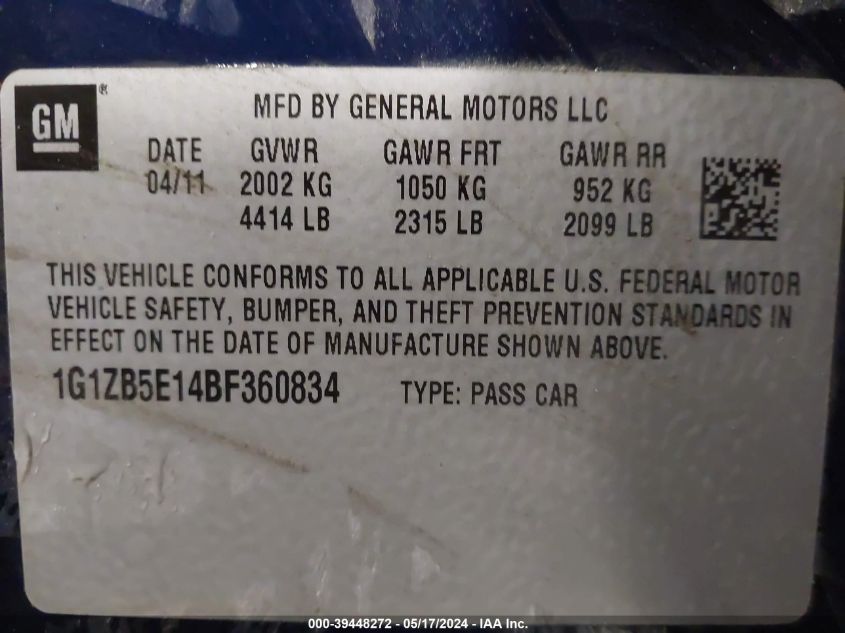 GM ®
MFD BY GENERAL MOTORS LLC
DATE GVWR GAWR FRT GAWR RR
04/11 2002 KG 1050 KG 952 KG
4414 LB 2315 LB 2099 LB
THIS VEHICLE CONFORMS TO ALL APPLICABLE U.S. FEDERAL MOTOR
VEHICLE SAFETY, BUMPER, AND THEFT PREVENTION STANDARDS IN
EFFECT ON THE DATE OF MANUFACTURE SHOWN ABOVE.
1G1ZB5E14BF360834 TYPE: PASS CAR
000-39448272 - 05/17/2024 - IAA Inc.